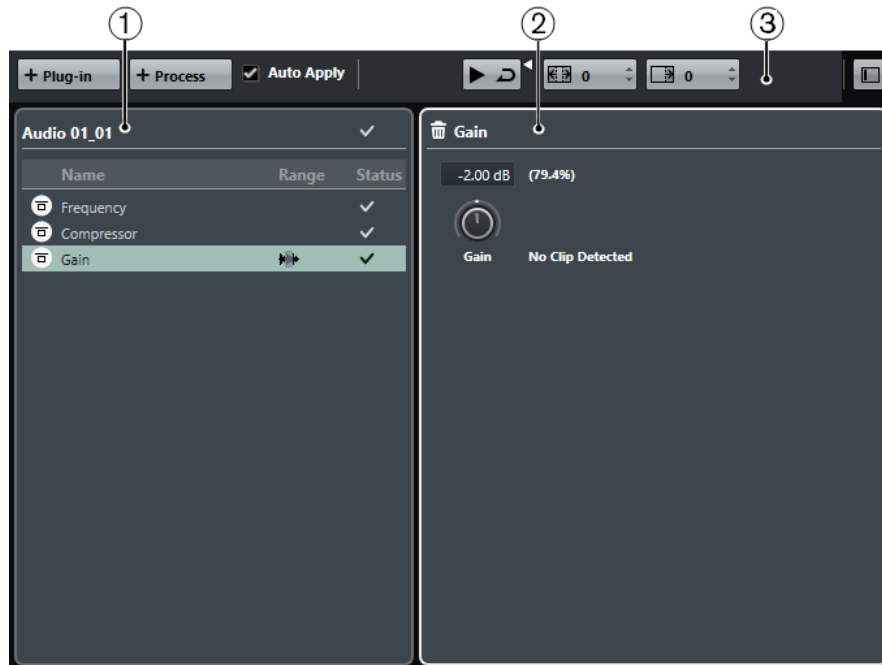 1 2 3
+ Plug-in + Process Auto Apply 0 0
Audio 01_01
Name Range Status
Frequency
Compressor
Gain
Gain
-2.00 dB (79.4%)
Gain No Clip Detected